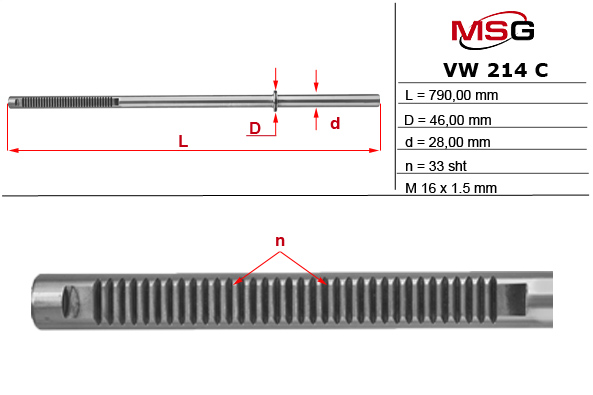 MSG
VW 214 C
L = 790,00 mm
D = 46,00 mm
d = 28,00 mm
n = 33 sht
M 16 x 1.5 mm
D
d
L
n